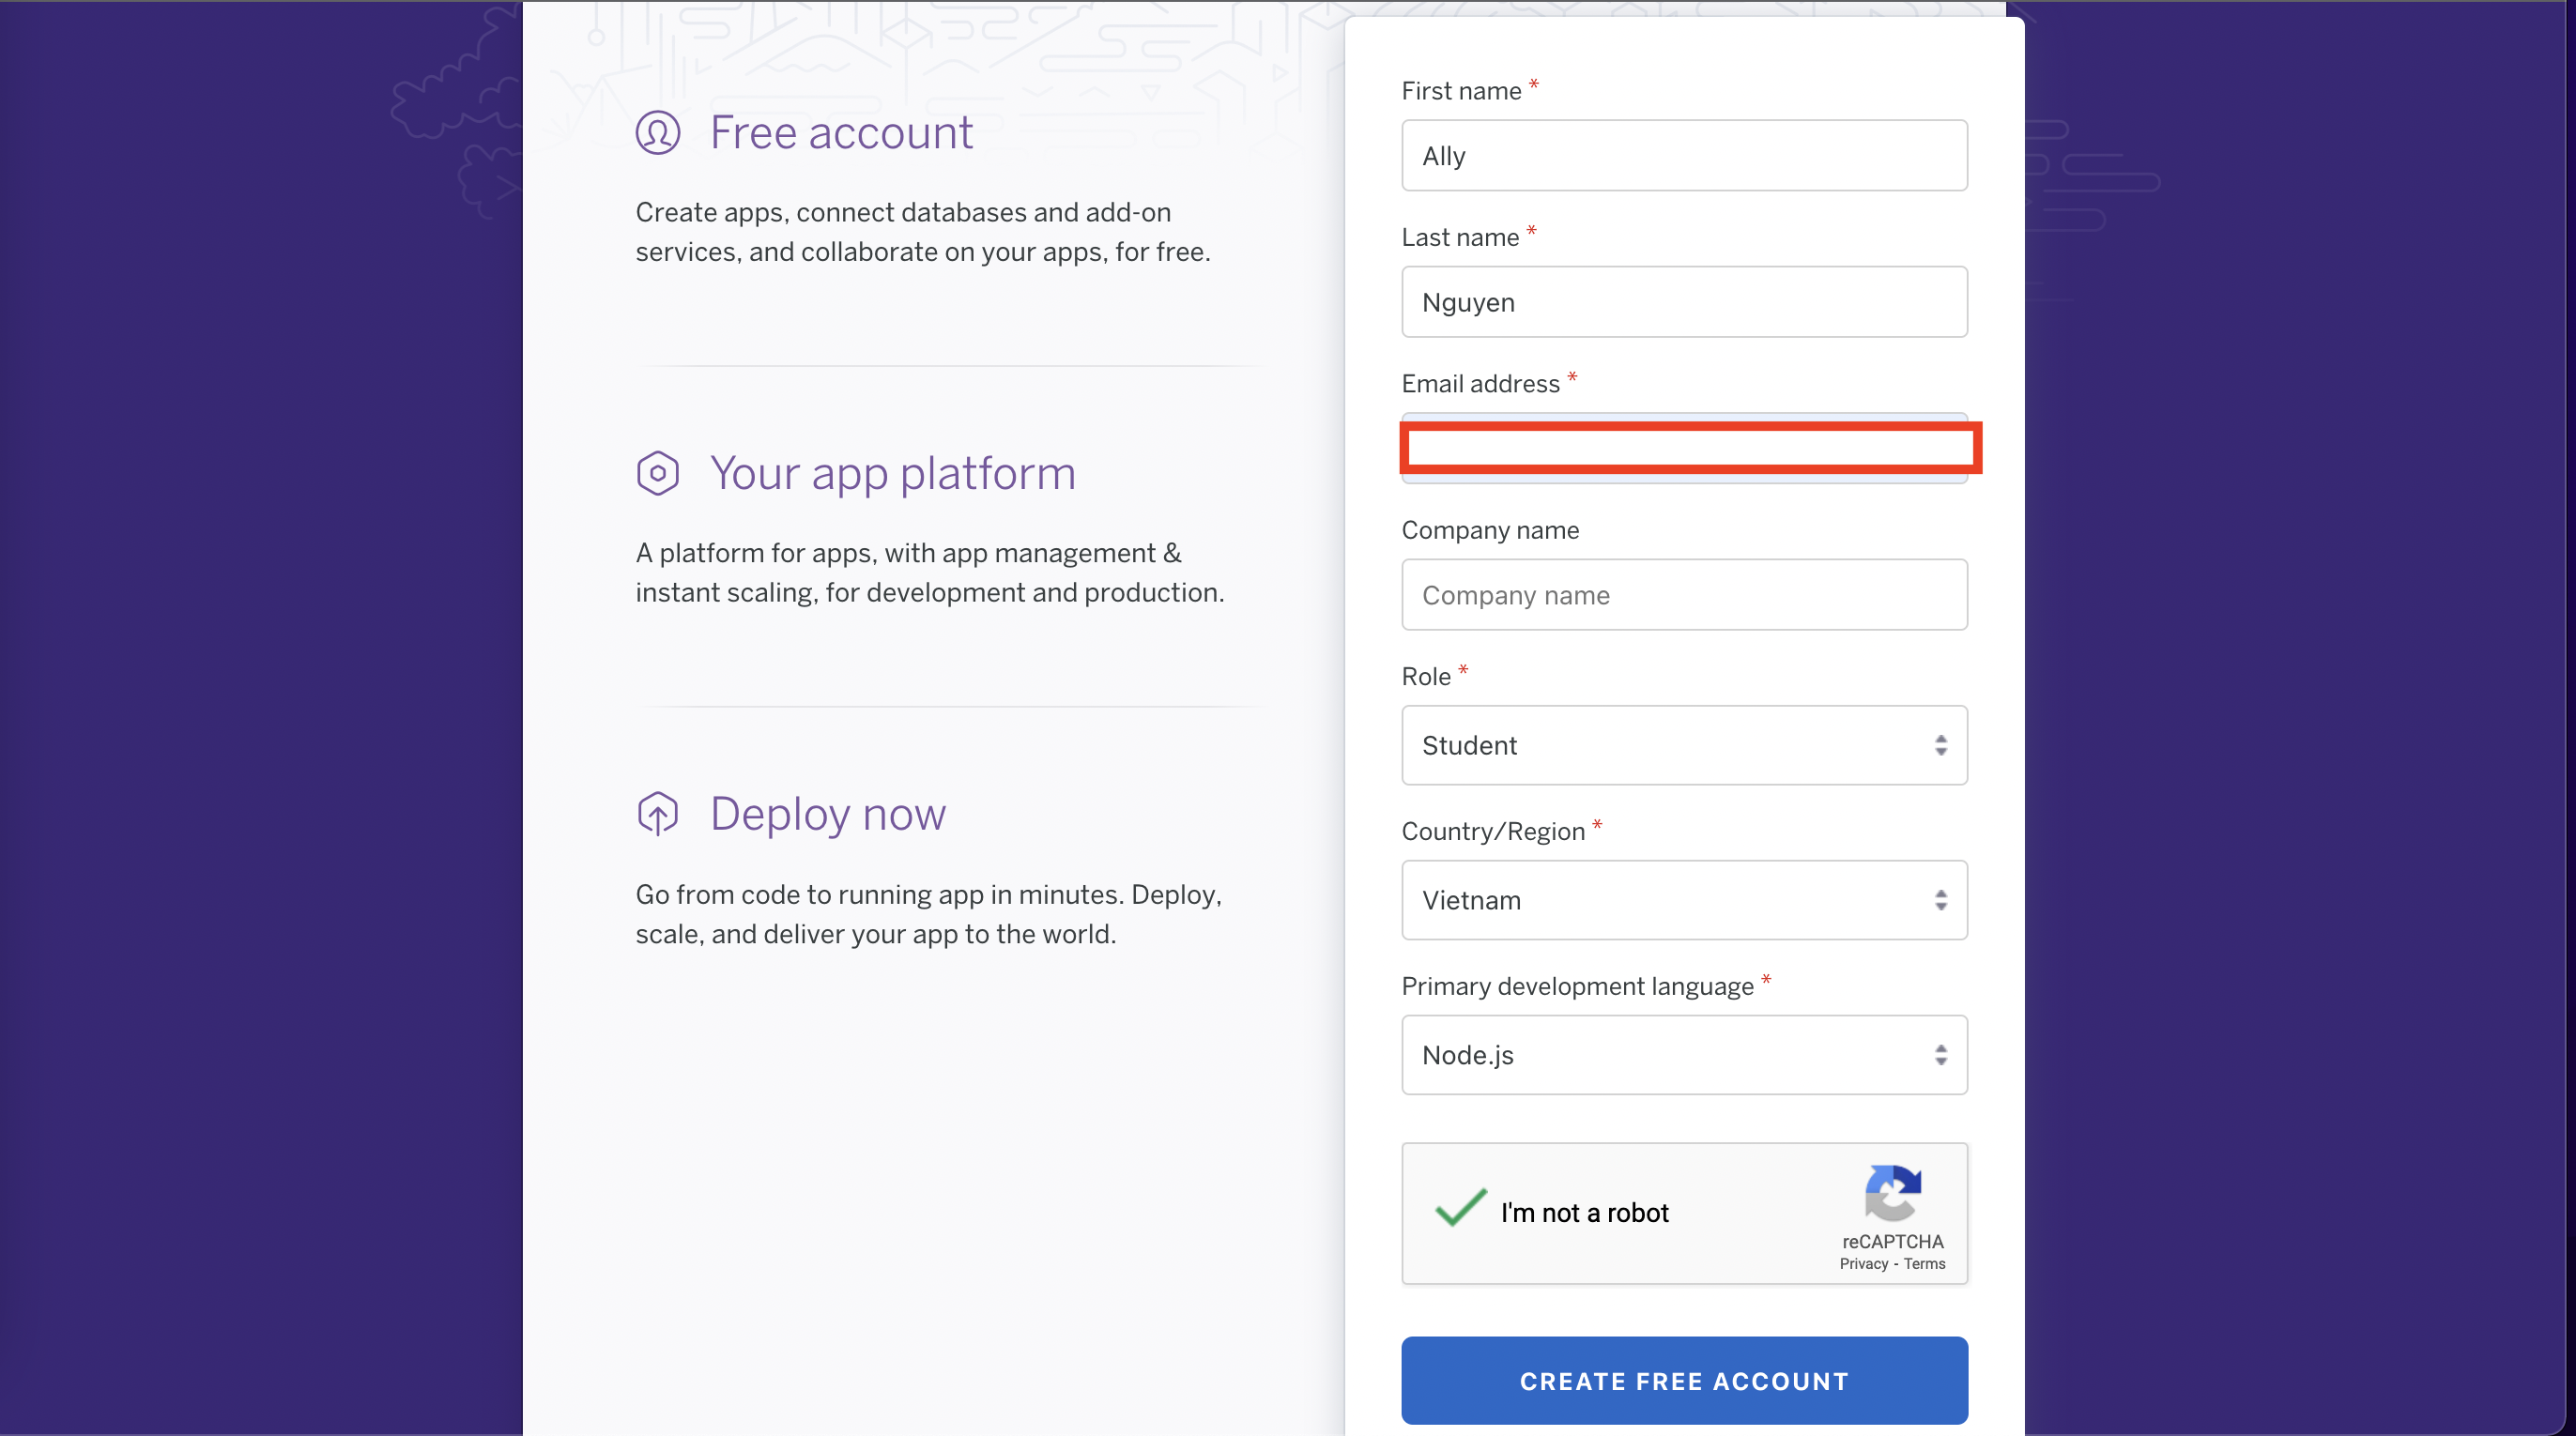 Free account
Create apps, connect databases and add-on
services, and collaborate on your apps, for free.
Your app platform
A platform for apps, with app management &
instant scaling, for development and production.
Deploy now
Go from code to running app in minutes. Deploy,
scale, and deliver your app to the world.
First name *
Ally
Last name *
Nguyen
Email address *
Company name
Company name
Role *
Student
Country/Region *
Vietnam
Primary development language *
Node.js
I'm not a robot
reCAPTCHA
Privacy - Terms
CREATE FREE ACCOUNT